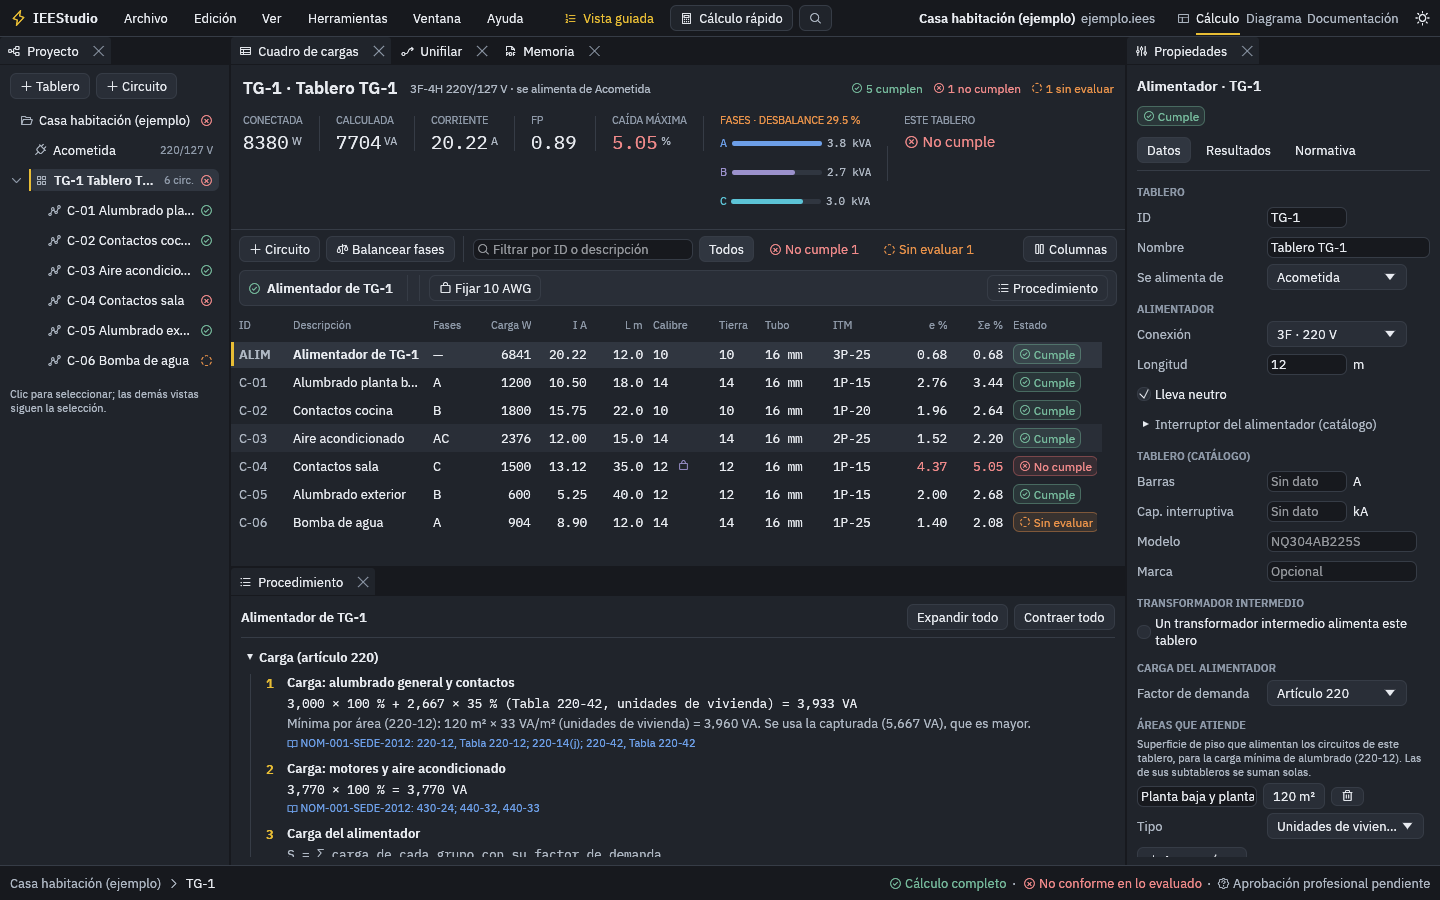 IEEStudio Archivo Edición Ver Herramientas Ventana Ayuda Vista guiada Cálculo rápido Casa habitación (ejemplo) ejemplo.iees Cálculo Diagrama Documentación
Proyecto
+ Tablero + Circuito
Casa habitación (ejemplo)
Acometida 220/127 V
TG-1 Tablero T... 6 circ.
C-01 Alumbrado pla...
C-02 Contactos coc...
C-03 Aire acondicio...
C-04 Contactos sala
C-05 Alumbrado ex...
C-06 Bomba de agua
Clic para seleccionar; las demás vistas
siguen la selección.
Cuadro de cargas Unifilar Memoria
TG-1 · Tablero TG-1 3F-4H 220Y/127 V · se alimenta de Acometida 5 cumplen 1 no cumplen 1 sin evaluar
CONECTADA CALCULADA CORRIENTE FP CAÍDA MÁXIMA FASES · DESBALANCE 29.5 % ESTE TABLERO
8380 W 7704 VA 20.22 A 0.89 5.05 % No cumple
A 3.8 kVA
B 2.7 kVA
C 3.0 kVA
+ Circuito Balancear fases Filtrar por ID o descripción Todos No cumple 1 Sin evaluar 1 Columnas
Alimentador de TG-1 Fijar 10 AWG Procedimiento
ID Descripción Fases Carga W I A L m Calibre Tierra Tubo ITM e % Σe % Estado
ALIM Alimentador de TG-1 — 6841 20.22 12.0 10 10 16 mm 3P-25 0.68 0.68 Cumple
C-01 Alumbrado planta b... A 1200 10.50 18.0 14 14 16 mm 1P-15 2.76 3.44 Cumple
C-02 Contactos cocina B 1800 15.75 22.0 10 10 16 mm 1P-20 1.96 2.64 Cumple
C-03 Aire acondicionado AC 2376 12.00 15.0 14 14 16 mm 2P-25 1.52 2.20 Cumple
C-04 Contactos sala C 1500 13.12 35.0 12 12 16 mm 1P-15 4.37 5.05 No cumple
C-05 Alumbrado exterior B 600 5.25 40.0 12 12 16 mm 1P-15 2.00 2.68 Cumple
C-06 Bomba de agua A 904 8.90 12.0 14 14 16 mm 1P-25 1.40 2.08 Sin evaluar
Procedimiento
Alimentador de TG-1 Expandir todo Contraer todo
Carga (artículo 220)
1 Carga: alumbrado general y contactos
3,000 × 100 % + 2,667 × 35 % (Tabla 220-42, unidades de vivienda) = 3,933 VA
Mínima por área (220-12): 120 m² × 33 VA/m² (unidades de vivienda) = 3,960 VA. Se usa la capturada (5,667 VA), que es mayor.
NOM-001-SEDE-2012: 220-12, Tabla 220-12; 220-14(j); 220-42, Tabla 220-42
2 Carga: motores y aire acondicionado
3,770 × 100 % = 3,770 VA
NOM-001-SEDE-2012: 430-24; 440-32, 440-33
3 Carga del alimentador
S = Σ carga de cada grupo con su factor de demanda
Propiedades
Alimentador · TG-1
Cumple
Datos Resultados Normativa
TABLERO
ID TG-1
Nombre Tablero TG-1
Se alimenta de Acometida
ALIMENTADOR
Conexión 3F · 220 V
Longitud 12 m
Lleva neutro
Interruptor del alimentador (catálogo)
TABLERO (CATÁLOGO)
Barras Sin dato A
Cap. interruptiva Sin dato kA
Modelo NQ304AB225S
Marca Opcional
TRANSFORMADOR INTERMEDIO
Un transformador intermedio alimenta este
tablero
CARGA DEL ALIMENTADOR
Factor de demanda Artículo 220
ÁREAS QUE ATIENDE
Superficie de piso que alimentan los circuitos de este
tablero, para la carga mínima de alumbrado (220-12). Las
de sus subtableros se suman solas.
Planta baja y planta 120 m²
Tipo Unidades de vivien...
Casa habitación (ejemplo) > TG-1 Cálculo completo · No conforme en lo evaluado · Aprobación profesional pendiente